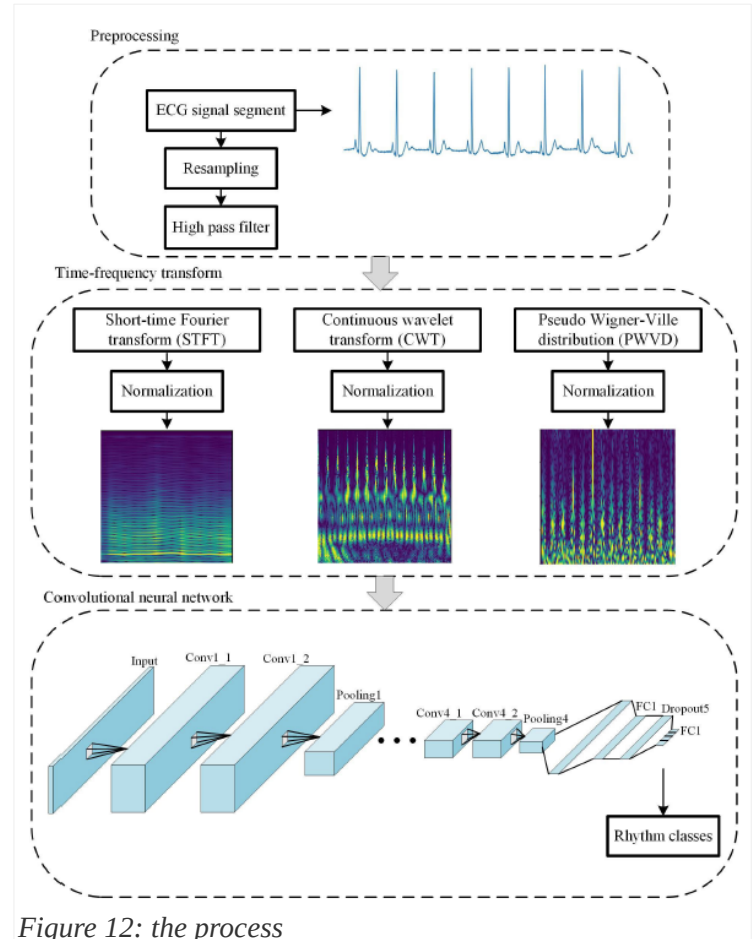 Preprocessing
ECG signal segment
Resampling
High pass filter
Time-frequency transform
Short-time Fourier
transform (STFT)
Continuous wavelet
transform (CWT)
Pseudo Wigner-Ville
distribution (PWVD)
Normalization
Normalization
Normalization
Convolutional neural network
Input
Conv1_1
Conv1_2
Pooling1
Conv4_1
Conv4_2
Pooling4
FC1
Dropout5
FC1
Rhythm classes
Figure 12: the process